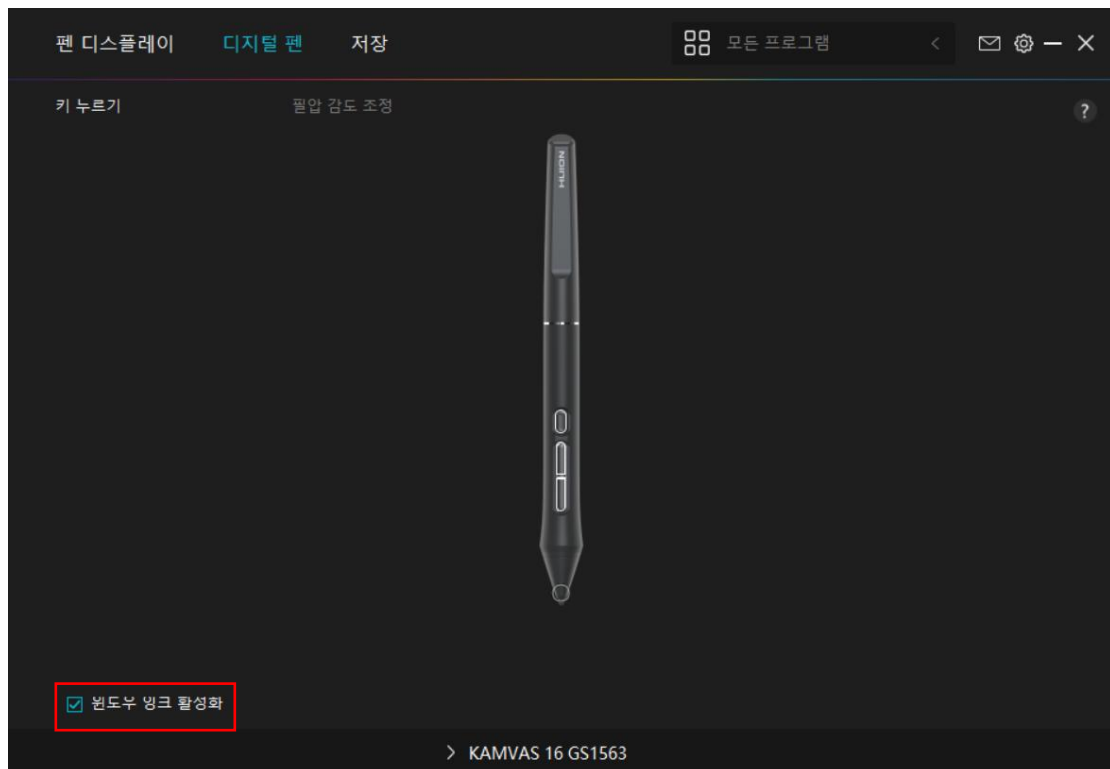 펜 디스플레이 디지털 펜 저장 모든 프로그램
키 누르기 필압 감도 조정 ?
HUION
윈도우 잉크 활성화
KAMVAS 16 GS1563